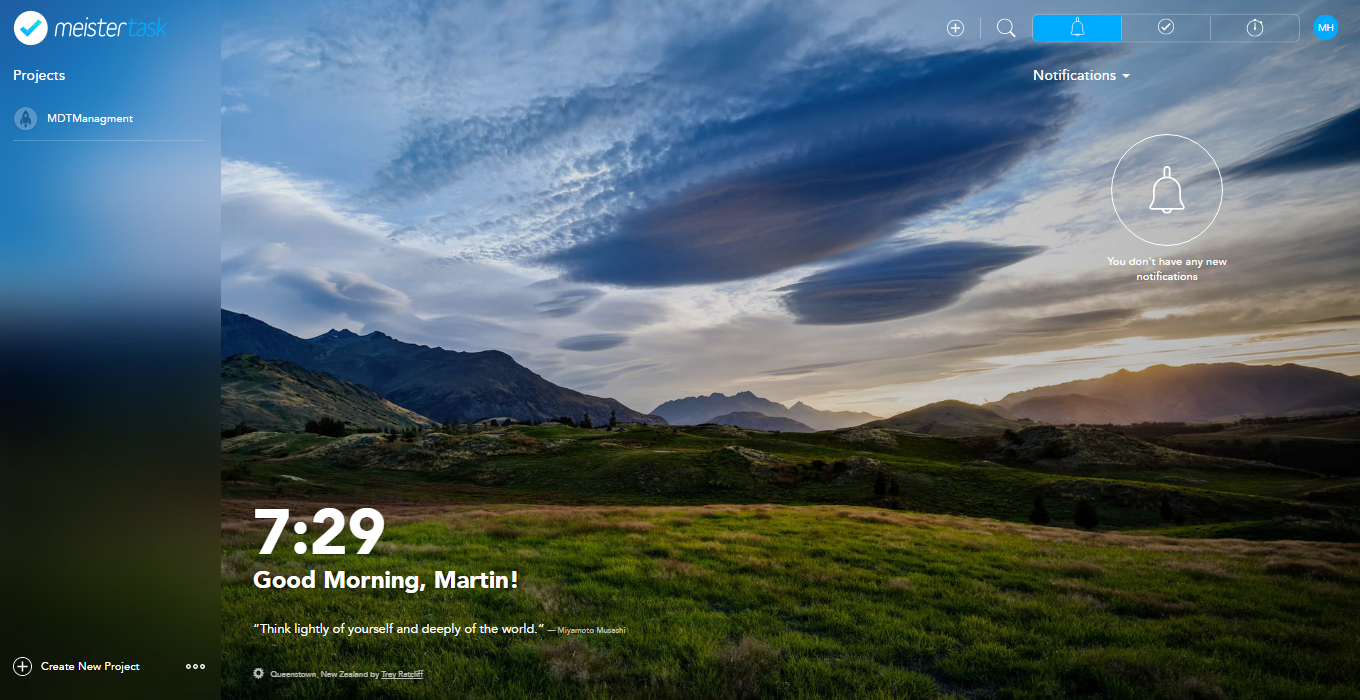 meistertask
MH
Projects
Notifications
MDTManagment
You don't have any new
notifications
7:29
Good Morning, Martin!
“Think lightly of yourself and deeply of the world.” — Miyamoto Musashi
Create New Project
Queenstown, New Zealand by Trey Ratcliff